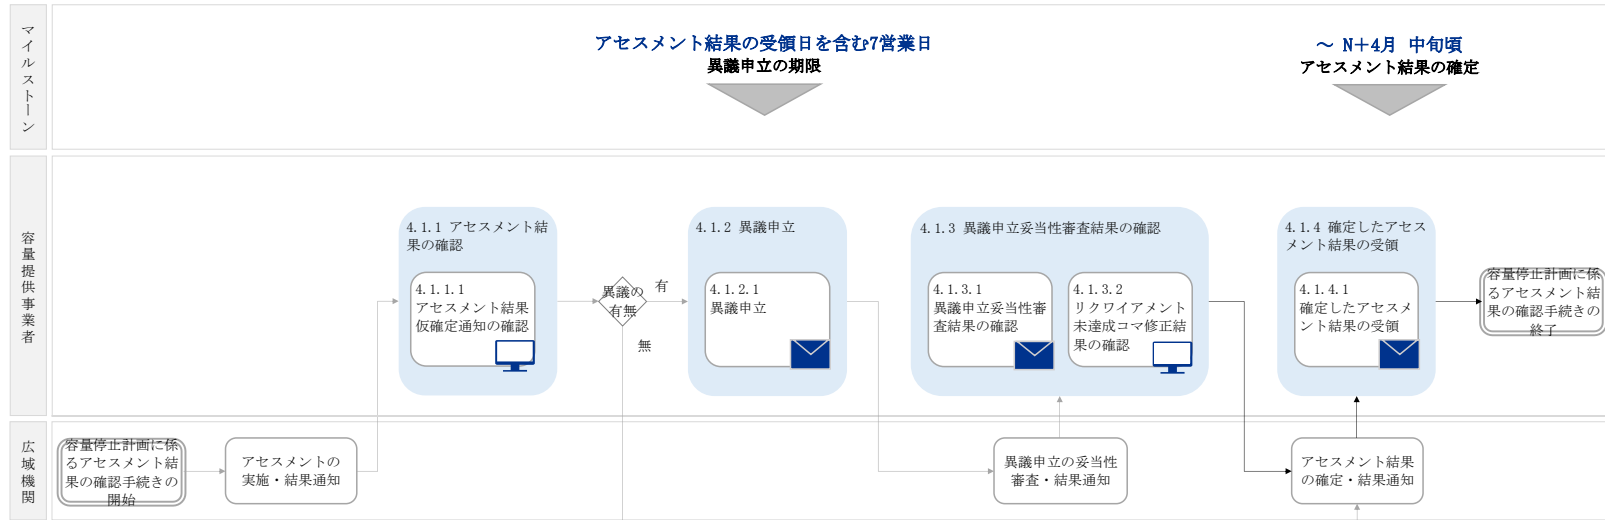 マイルストーン
アセスメント結果の受領日を含む7営業日
異議申立の期限
～ N+4月 中旬頃
アセスメント結果の確定
容量提供事業者
4.1.1 アセスメント結
果の確認
4.1.1.1
アセスメント結果
仮確定通知の確認
異議の
有無
有
無
4.1.2 異議申立
4.1.2.1
異議申立
4.1.3 異議申立妥当性審査結果の確認
4.1.3.1
異議申立妥当性審
査結果の確認
4.1.3.2
リクワイアメント
未達成コマ修正結
果の確認
4.1.4 確定したアセス
メント結果の受領
4.1.4.1
確定したアセスメ
ント結果の受領
容量停止計画に係
るアセスメント結
果の確認手続きの
終了
広域機関
容量停止計画に係
るアセスメント結
果の確認手続きの
開始
アセスメントの
実施・結果通知
異議申立の妥当性
審査・結果通知
アセスメント結果
の確定・結果通知